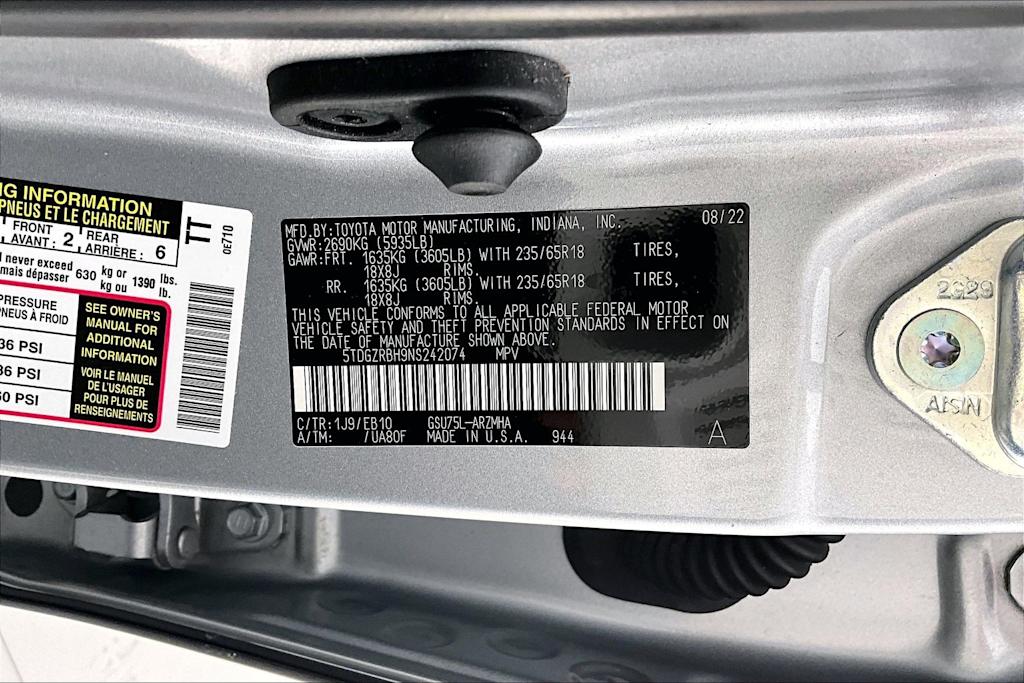 NG INFORMATION
PNEUS ET LE CHARGEMENT
FRONT
AVANT : 2
REAR
ARRIÈRE : 6
TT
0E710
never exceed
mais dépasser
630 kg or
kg ou
1390 lbs.
lb.
PRESSURE
PNEUS À FROID
36 PSI
36 PSI
60 PSI
SEE OWNER'S
MANUAL FOR
ADDITIONAL
INFORMATION
VOIR LE MANUEL
DE L'USAGER
POUR PLUS DE
RENSEIGNEMENTS
MFD.BY:TOYOTA MOTOR MANUFACTURING, INDIANA, INC. 08/22
GVWR:2690KG (5935LB)
GAWR:FRT. 1635KG (3605LB) WITH 235/65R18 TIRES,
18X8J RIMS.
RR. 1635KG (3605LB) WITH 235/65R18 TIRES,
18X8J RIMS.
THIS VEHICLE CONFORMS TO ALL APPLICABLE FEDERAL MOTOR
VEHICLE SAFETY AND THEFT PREVENTION STANDARDS IN EFFECT ON
THE DATE OF MANUFACTURE SHOWN ABOVE.
5TDGZRBH9NS242074 MPV
C/TR:1J9/EB10 GSU75L-ARZMHA
A/TM: /UA80F MADE IN U.S.A. 944 A
2G29
AISIN